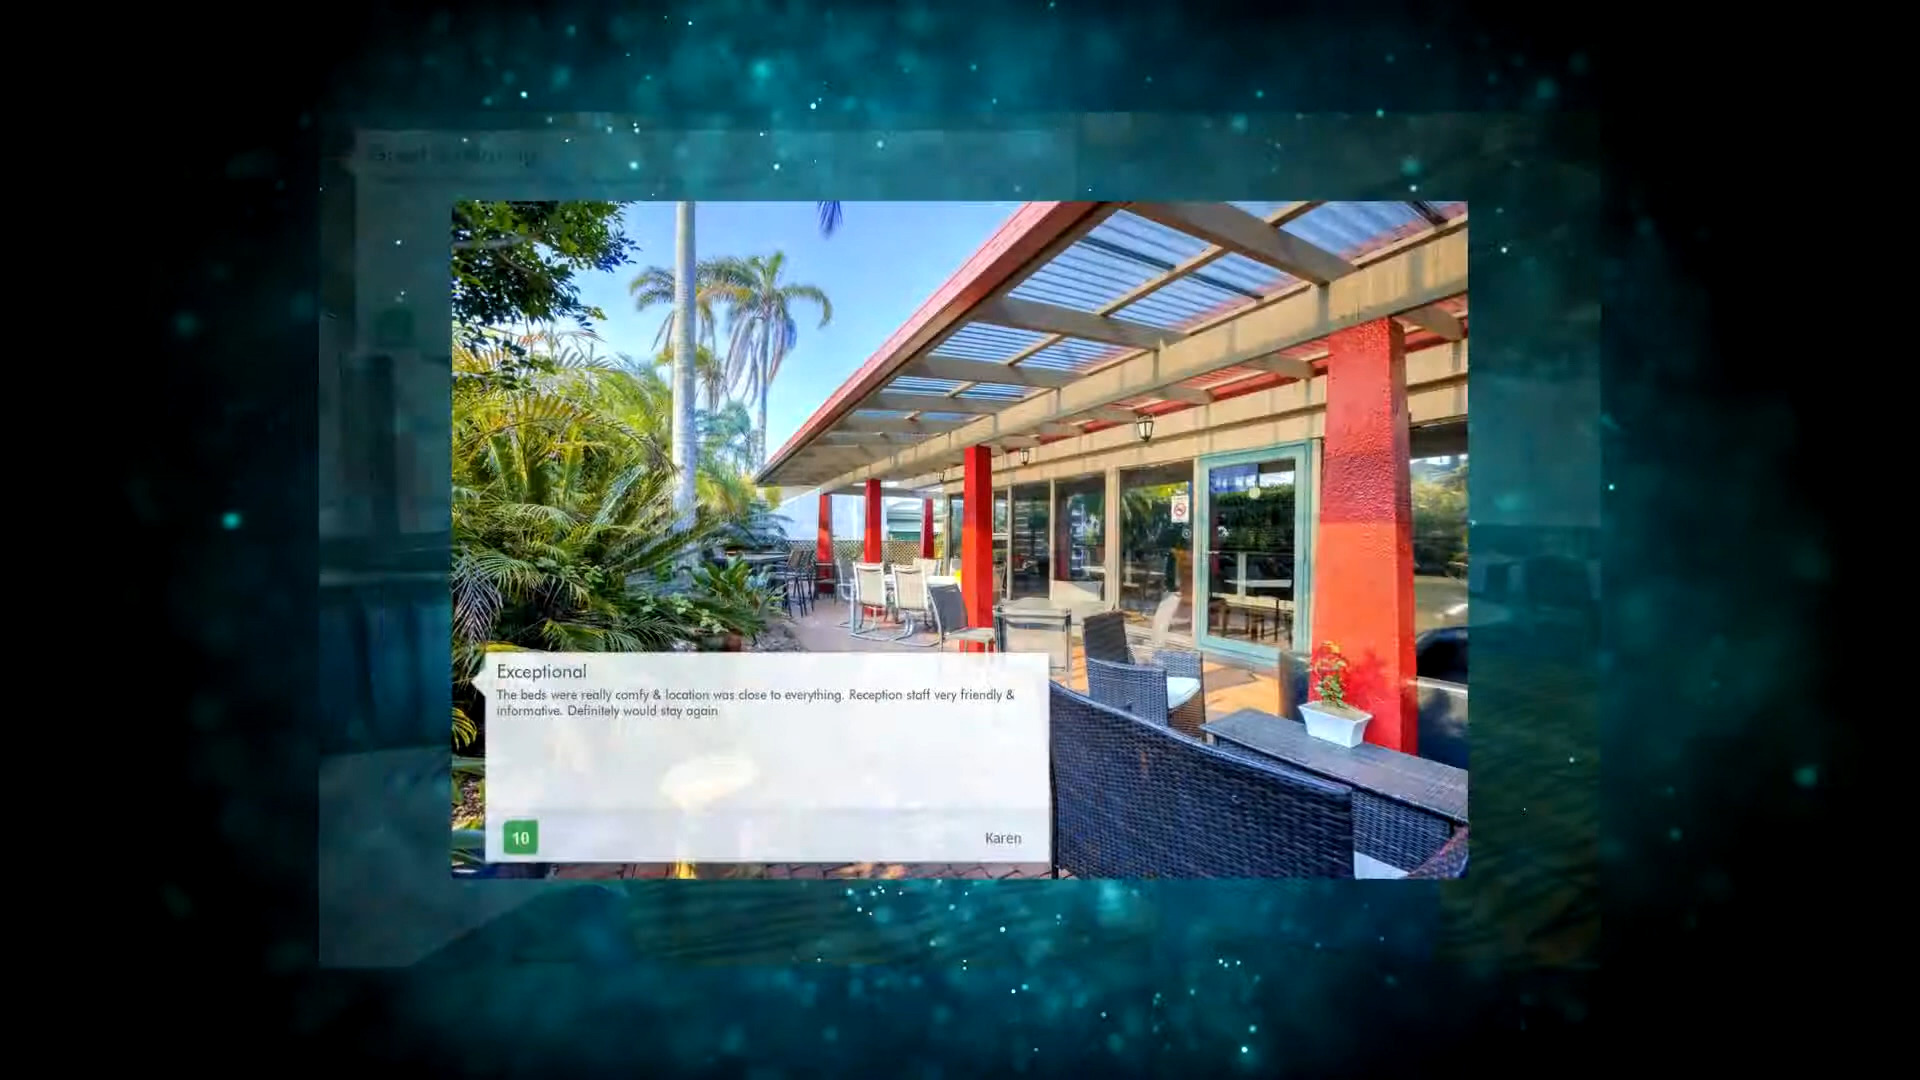 Exceptional
The beds were really comfy & location was close to everything. Reception staff very friendly &
informative. Definitely would stay again
10
Karen